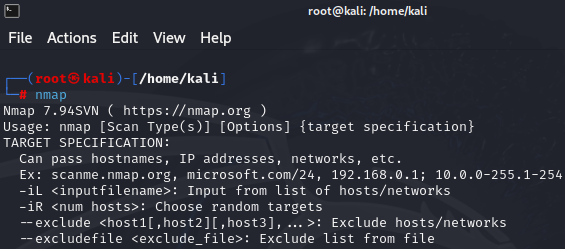 root@kali: /home/kali
File Actions Edit View Help
┌──(root㉿kali)-[/home/kali]
└─# nmap
Nmap 7.94SVN ( https://nmap.org )
Usage: nmap [Scan Type(s)] [Options] {target specification}
TARGET SPECIFICATION:
  Can pass hostnames, IP addresses, networks, etc.
  Ex: scanme.nmap.org, microsoft.com/24, 192.168.0.1; 10.0.0-255.1-254
  -iL <inputfilename>: Input from list of hosts/networks
  -iR <num hosts>: Choose random targets
  --exclude <host1[,host2][,host3],...>: Exclude hosts/networks
  --excludefile <exclude_file>: Exclude list from file